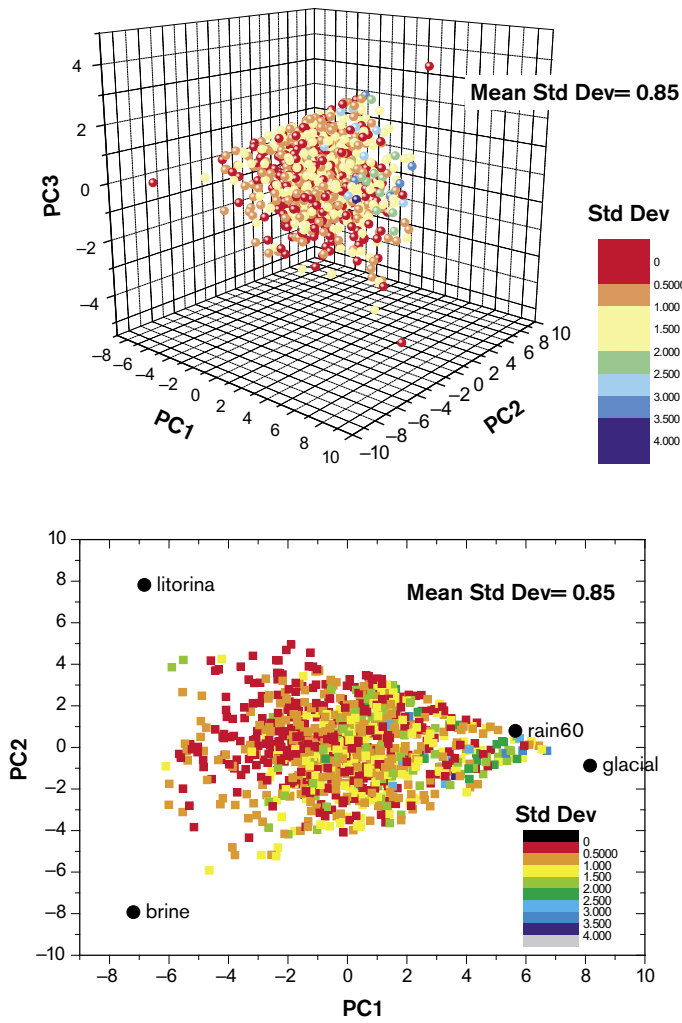 4
Mean Std Dev= 0.85
2
PC3
0
Std Dev
−2
0
0.5000
−4
1.000
1.500
2.000
2.500
3.000
3.500
4.000
−8 −6 −4 −2 0 2 4 6 8 10
PC1
−10 −8 −6 −4 −2 0 2 4 6 8 10
PC2
10
8
6
4
2
0
−2
−4
−6
−8
−10
PC2
litorina
Mean Std Dev= 0.85
rain60
glacial
brine
Std Dev
0
0.5000
1.000
1.500
2.000
2.500
3.000
3.500
4.000
−8 −6 −4 −2 0 2 4 6 8 10
PC1